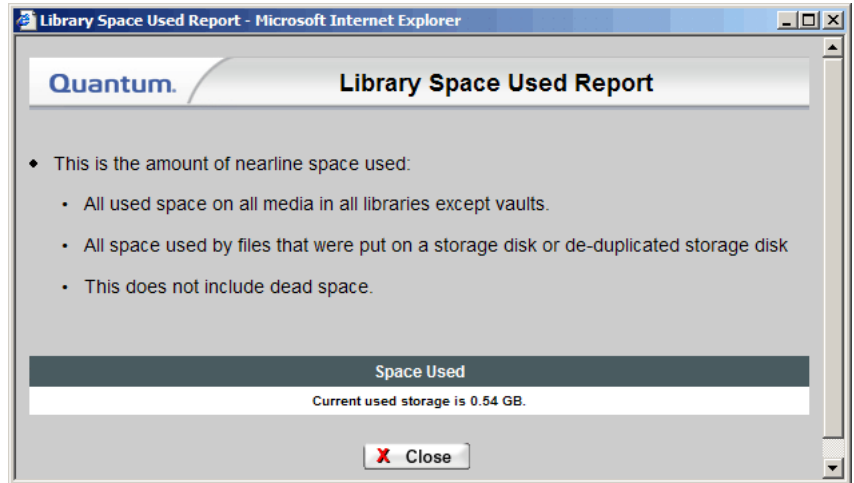 Library Space Used Report - Microsoft Internet Explorer
Quantum.
Library Space Used Report
This is the amount of nearline space used:
All used space on all media in all libraries except vaults.
All space used by files that were put on a storage disk or de-duplicated storage disk
This does not include dead space.
Space Used
Current used storage is 0.54 GB.
X Close